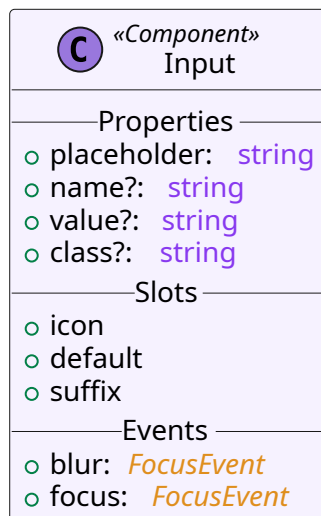 C «Component»
Input
Properties
placeholder: string
name?: string
value?: string
class?: string
Slots
icon
default
suffix
Events
blur: FocusEvent
focus: FocusEvent